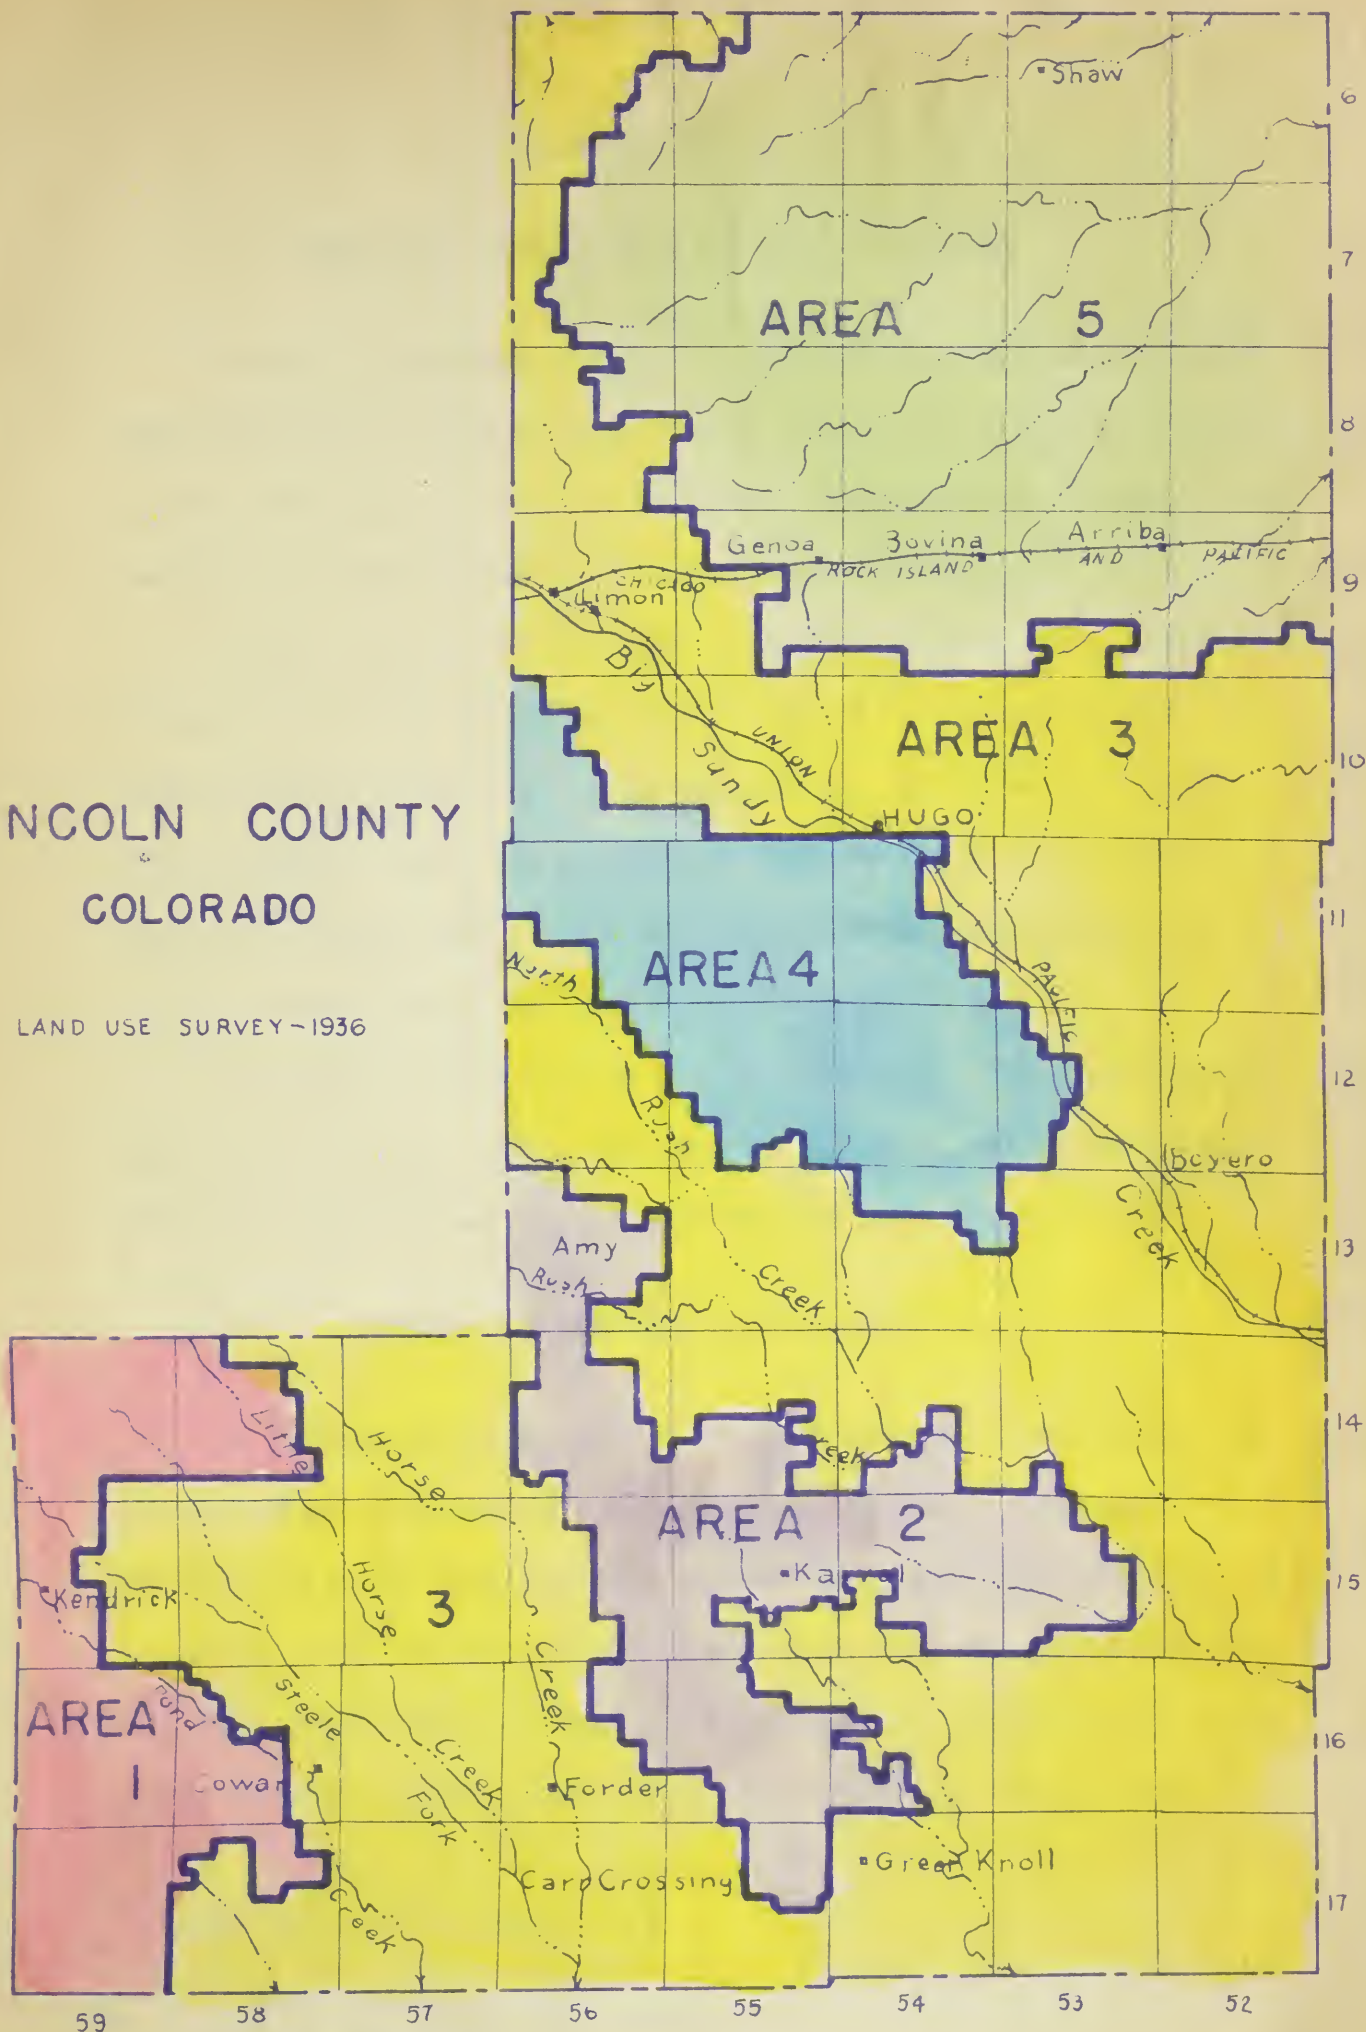 Shaw
6
7
AREA 5
8
Genoa
Bovina
Arriba
CHICAGO
ROCK ISLAND
AND
PACIFIC
Limon
9
Big
Sandy
UNION
AREA 3
10
HUGO
NCOLN COUNTY
COLORADO
LAND USE SURVEY-1936
11
North
AREA 4
PACIFIC
12
Rush
Boyero
Creek
Amy
Rush
Creek
13
Little
Horse
reek
14
AREA 2
Karval
Kendrick
Horse
3
15
Creek
AREA
1
Steele
Creek
Fork
Forder
16
Carr Crossing
Green Knoll
Creek
17
59
58
57
56
55
54
53
52